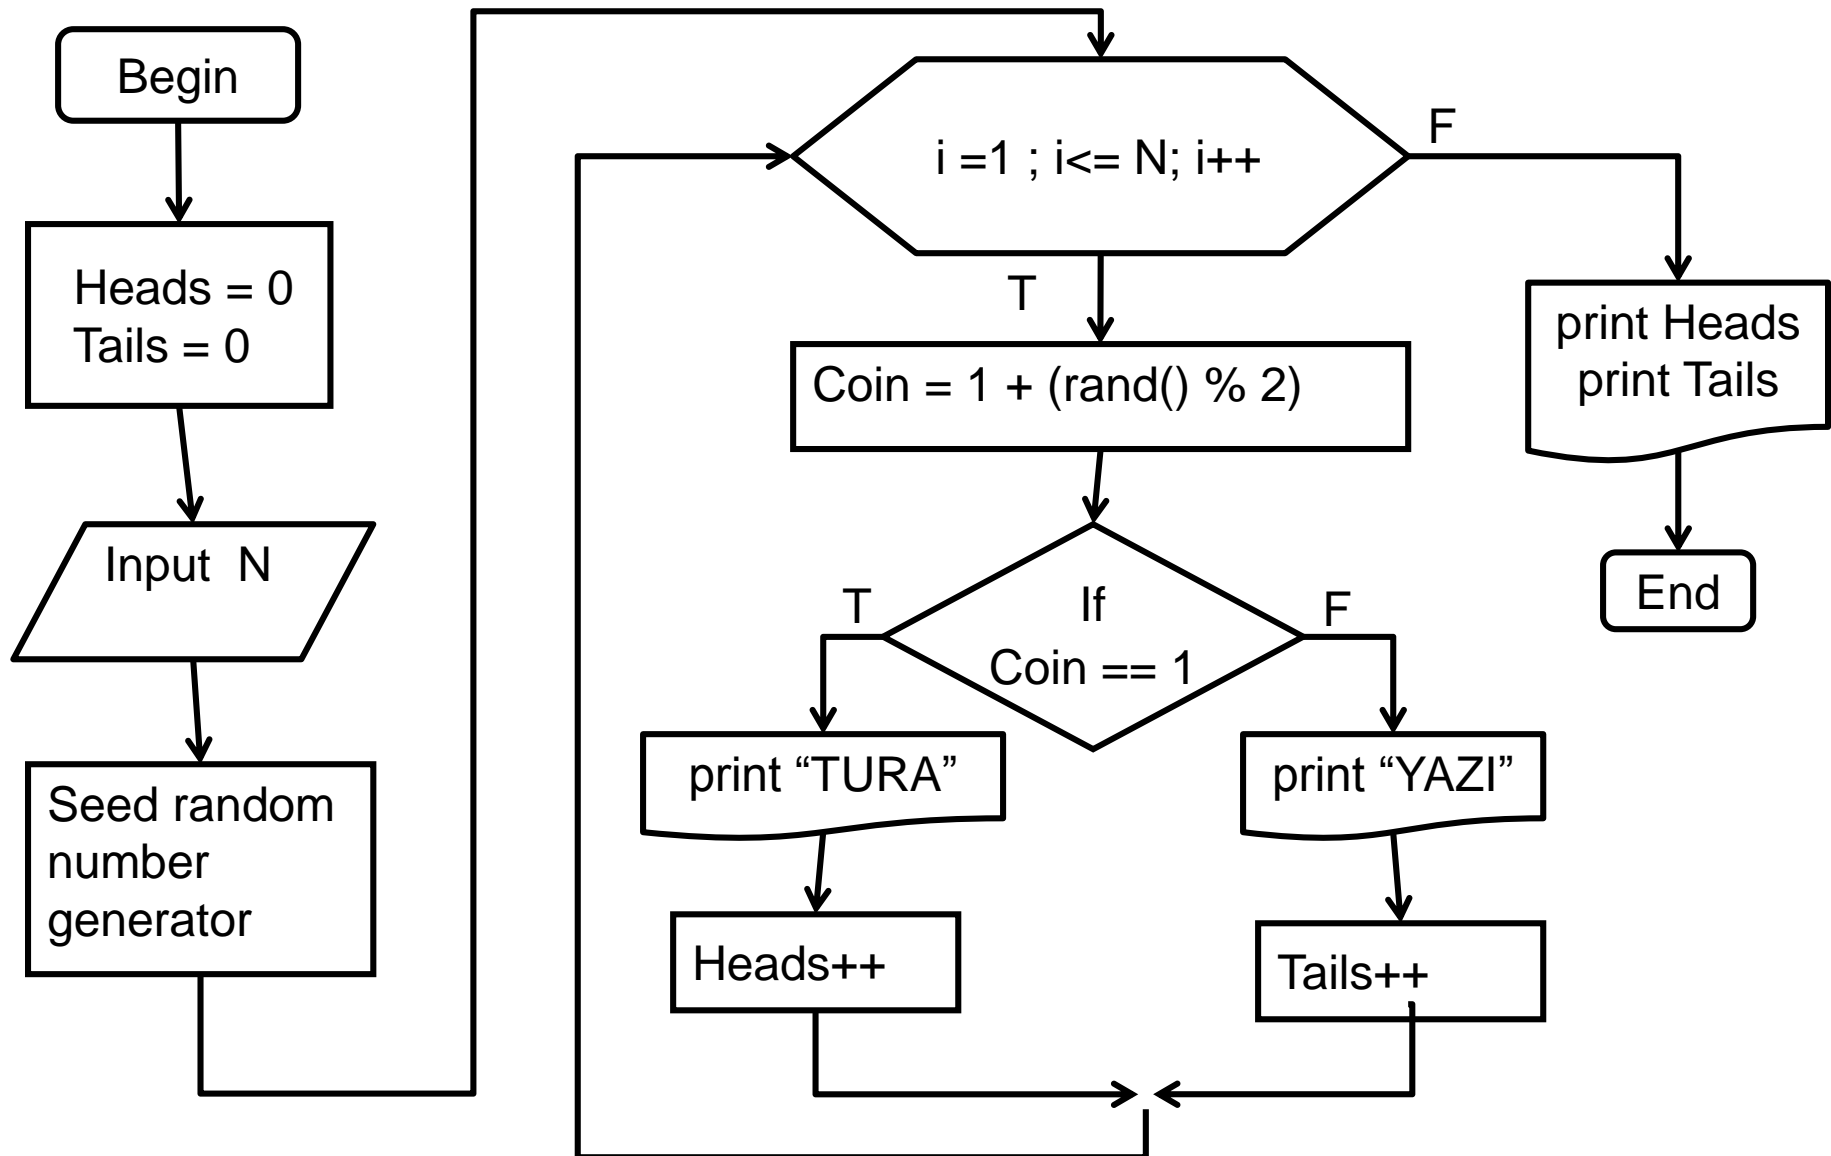 Begin
Heads = 0
Tails = 0
Input N
Seed random
number
generator
i =1 ; i<= N; i++
F
T
Coin = 1 + (rand() % 2)
If
Coin == 1
T
F
print “TURA”
print “YAZI”
Heads++
Tails++
print Heads
print Tails
End